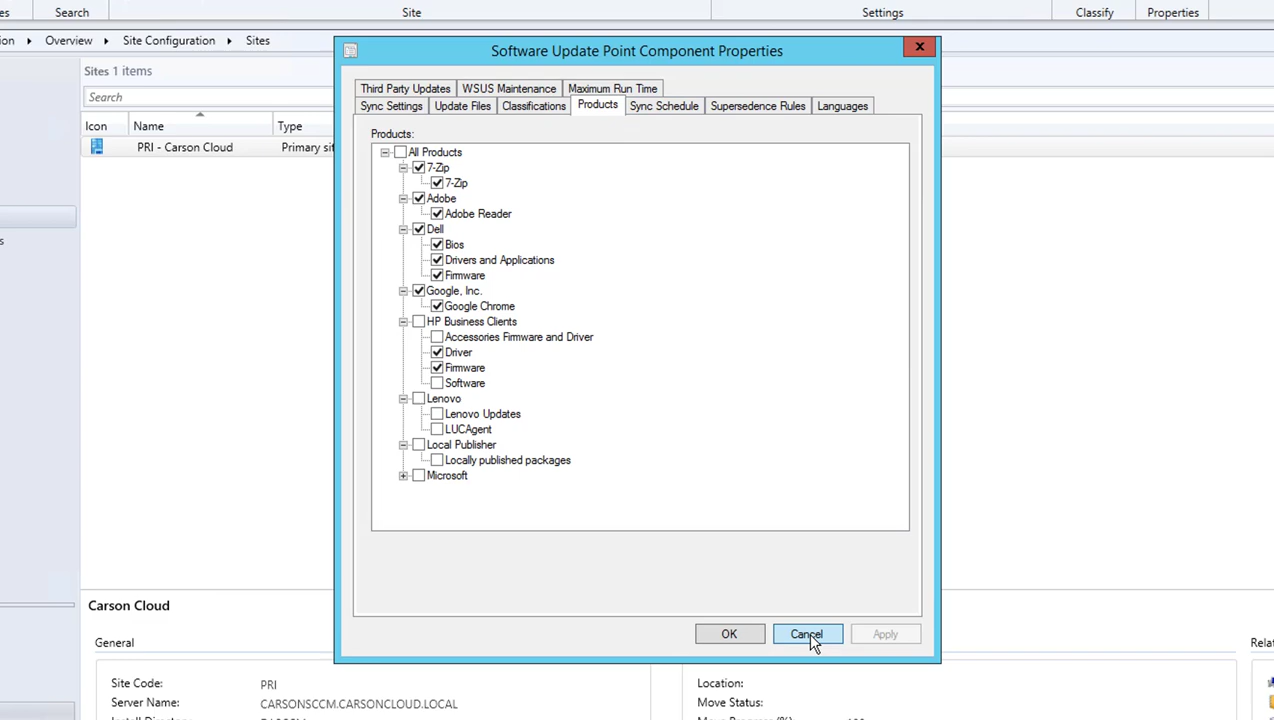 es
Search
Site
Settings
Classify
Properties
ion
Overview
Site Configuration
Sites
Software Update Point Component Properties
Sites 1 items
Search
Icon
Name
Type
PRI - Carson Cloud
Primary sit
s
Third Party Updates
WSUS Maintenance
Maximum Run Time
Sync Settings
Update Files
Classifications
Products
Sync Schedule
Supersedence Rules
Languages
Products:
All Products
7-Zip
7-Zip
Adobe
Adobe Reader
Dell
Bios
Drivers and Applications
Firmware
Google, Inc.
Google Chrome
HP Business Clients
Accessories Firmware and Driver
Driver
Firmware
Software
Lenovo
Lenovo Updates
LUCAgent
Local Publisher
Locally published packages
Microsoft
OK
Cancel
Apply
Carson Cloud
General
Relat
Site Code:
PRI
Server Name:
CARSONSCCM.CARSONCLOUD.LOCAL
Location:
Move Status: